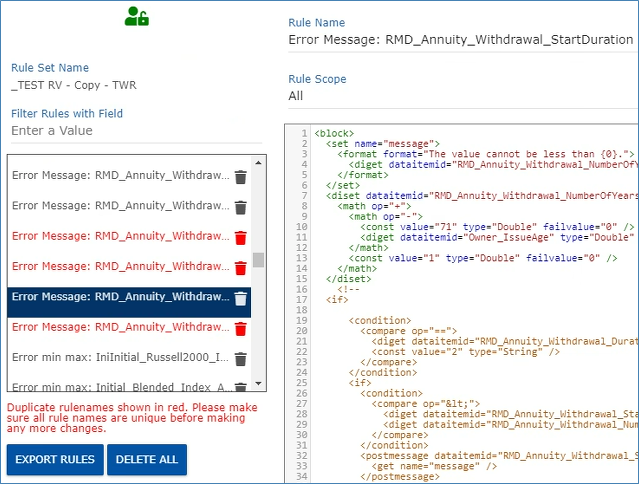 Rule Set Name
_TEST RV - Copy - TWR
Filter Rules with Field
Enter a Value
Error Message: RMD_Annuity_Withdraw...
Error Message: RMD_Annuity_Withdraw...
Error Message: RMD_Annuity_Withdraw...
Error Message: RMD_Annuity_Withdraw...
Error Message: RMD_Annuity_Withdraw...
Error Message: RMD_Annuity_Withdraw...
Error min max: IniInitial_Russell2000_I...
Error min max: Initial_Blended_Index_A...
Duplicate rulenames shown in red. Please make
sure all rule names are unique before making
any more changes.
EXPORT RULES
DELETE ALL
Rule Name
Error Message: RMD_Annuity_Withdrawal_StartDuration
Rule Scope
All
1 <block>
2 <set name="message">
3 <format format="The value cannot be less than {0}.">
4 <diget dataitemid="RMD_Annuity_Withdrawal_NumberOfY
5 </format>
6 </set>
7 <diset dataitemid="RMD_Annuity_Withdrawal_NumberOfYears
8 <math op="+">
9 <math op="-">
10 <const value="71" type="Double" failvalue="0" />
11 <diget dataitemid="Owner_IssueAge" type="Double"
12 </math>
13 <const value="1" type="Double" failvalue="0" />
14 </math>
15 </diset>
16 <!--
17 <if>
18
19 <condition>
20 <compare op="==">
21 <diget dataitemid="RMD_Annuity_Withdrawal_Dura
22 <const value="2" type="String" />
23 </compare>
24 </condition>
25 <if>
26 <condition>
27 <compare op="&lt;">
28 <diget dataitemid="RMD_Annuity_Withdrawal_Sta
29 <diget dataitemid="RMD_Annuity_Withdrawal_Num
30 </compare>
31 </condition>
32 <postmessage dataitemid="RMD_Annuity_Withdrawal_S
33 <get name="message" />
34 </postmessage>